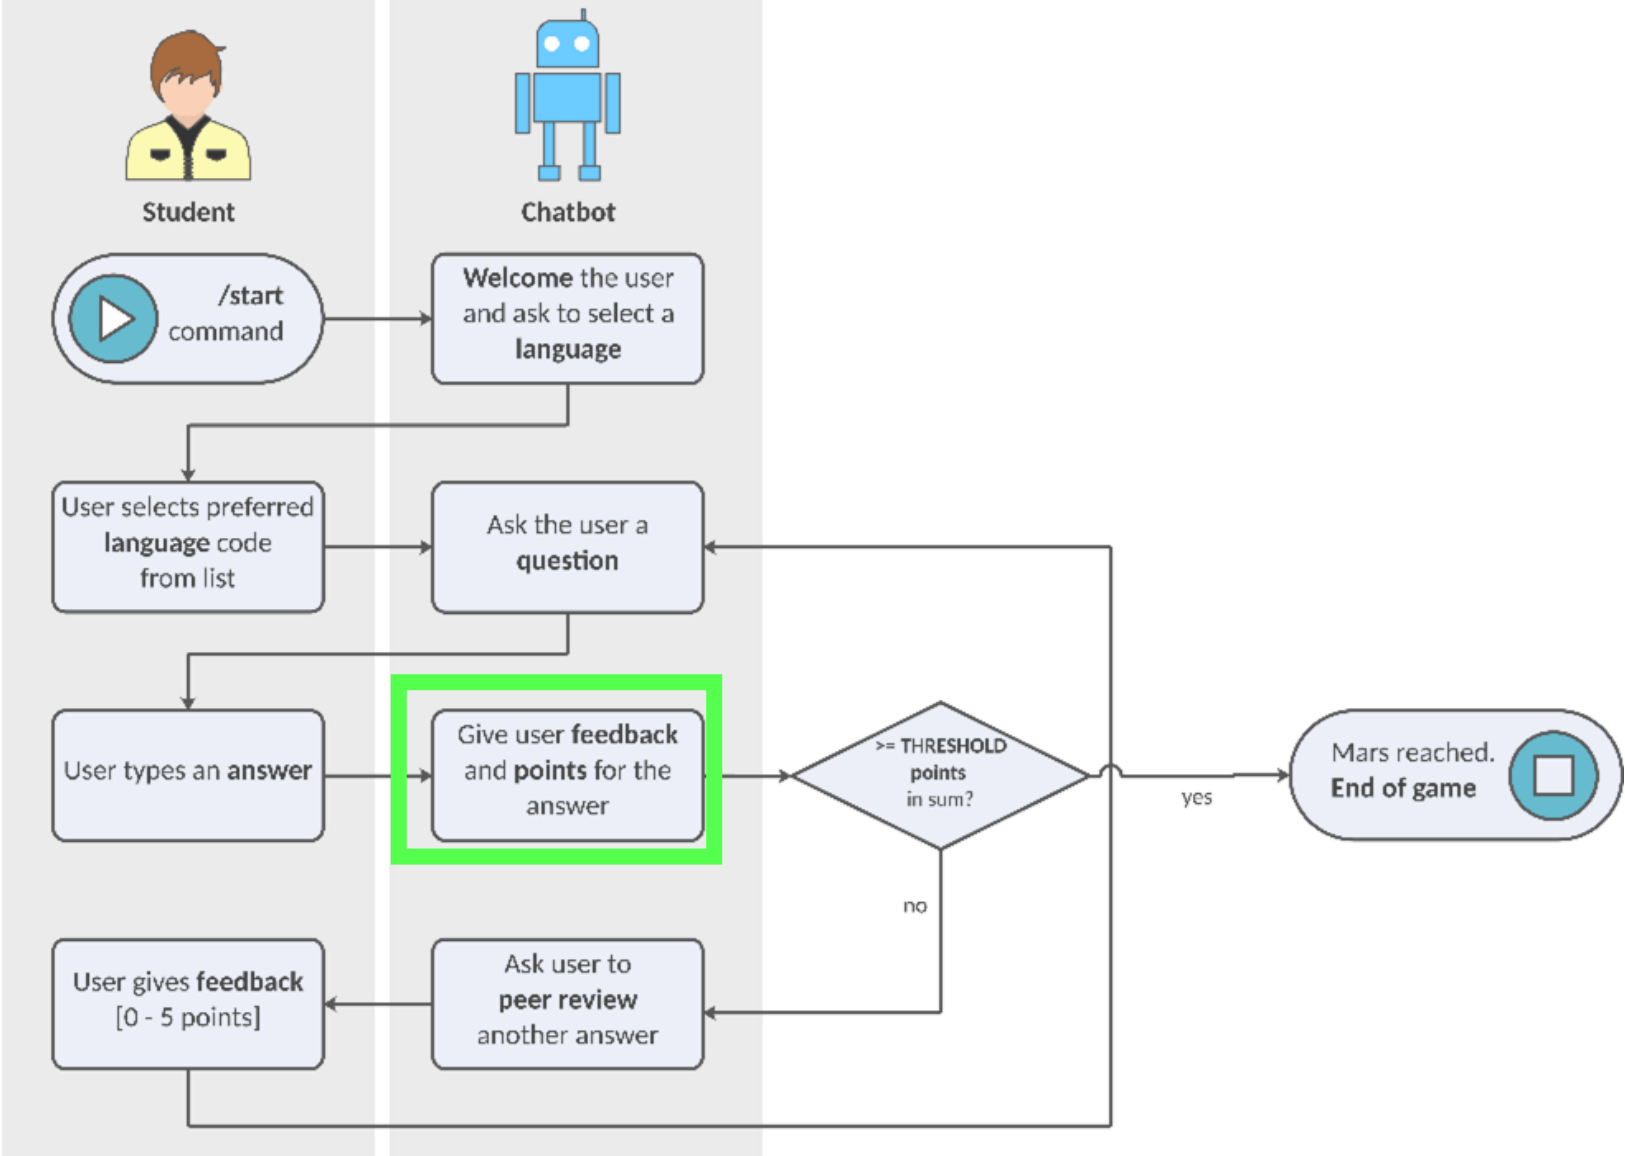 Student
Chatbot
/start
command
Welcome the user
and ask to select a
language
User selects preferred
language code
from list
Ask the user a
question
User types an answer
Give user feedback
and points for the
answer
>= THRESHOLD
points
in sum?
yes
Mars reached.
End of game
no
User gives feedback
[0 - 5 points]
Ask user to
peer review
another answer